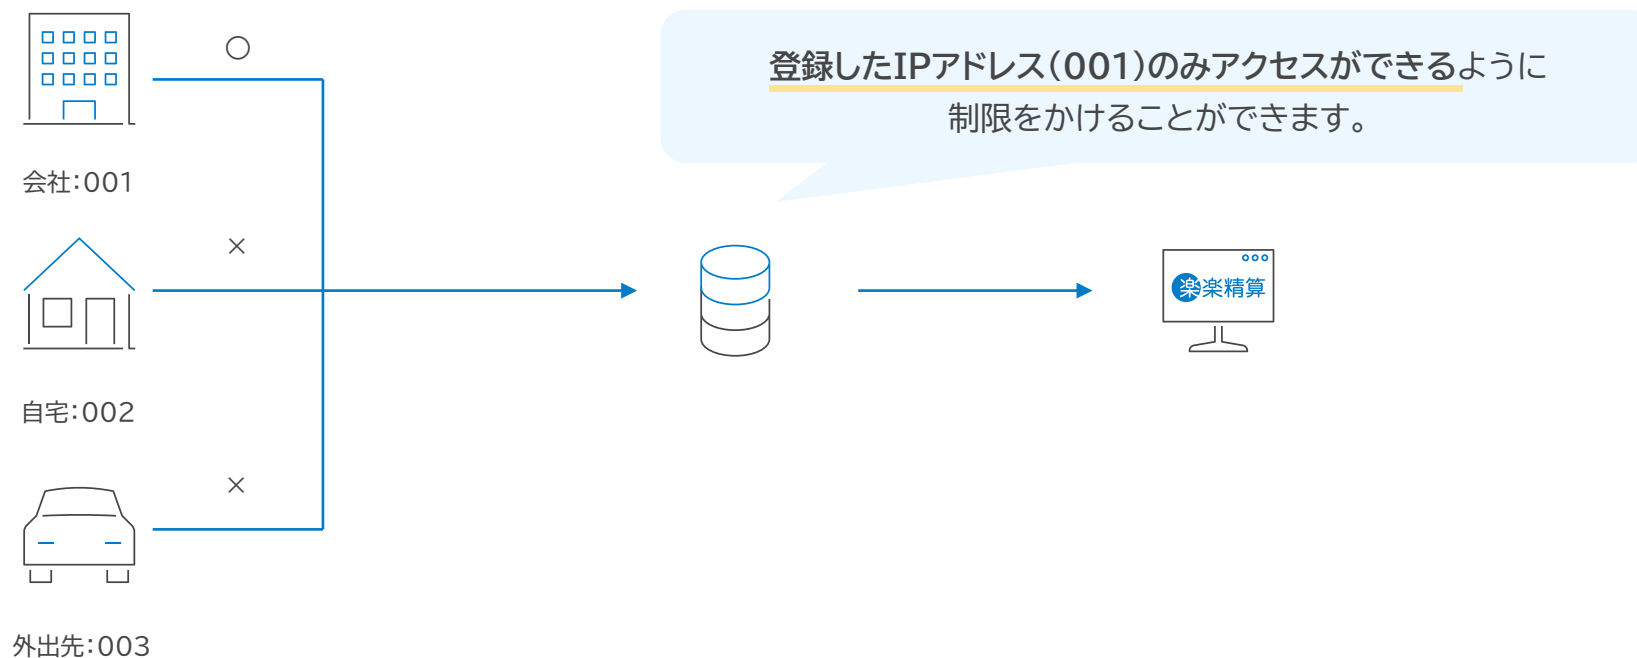 登録したIPアドレス（001）のみアクセスができるように
制限をかけることができます。
○
会社：001
×
自宅：002
×
外出先：003
楽楽精算